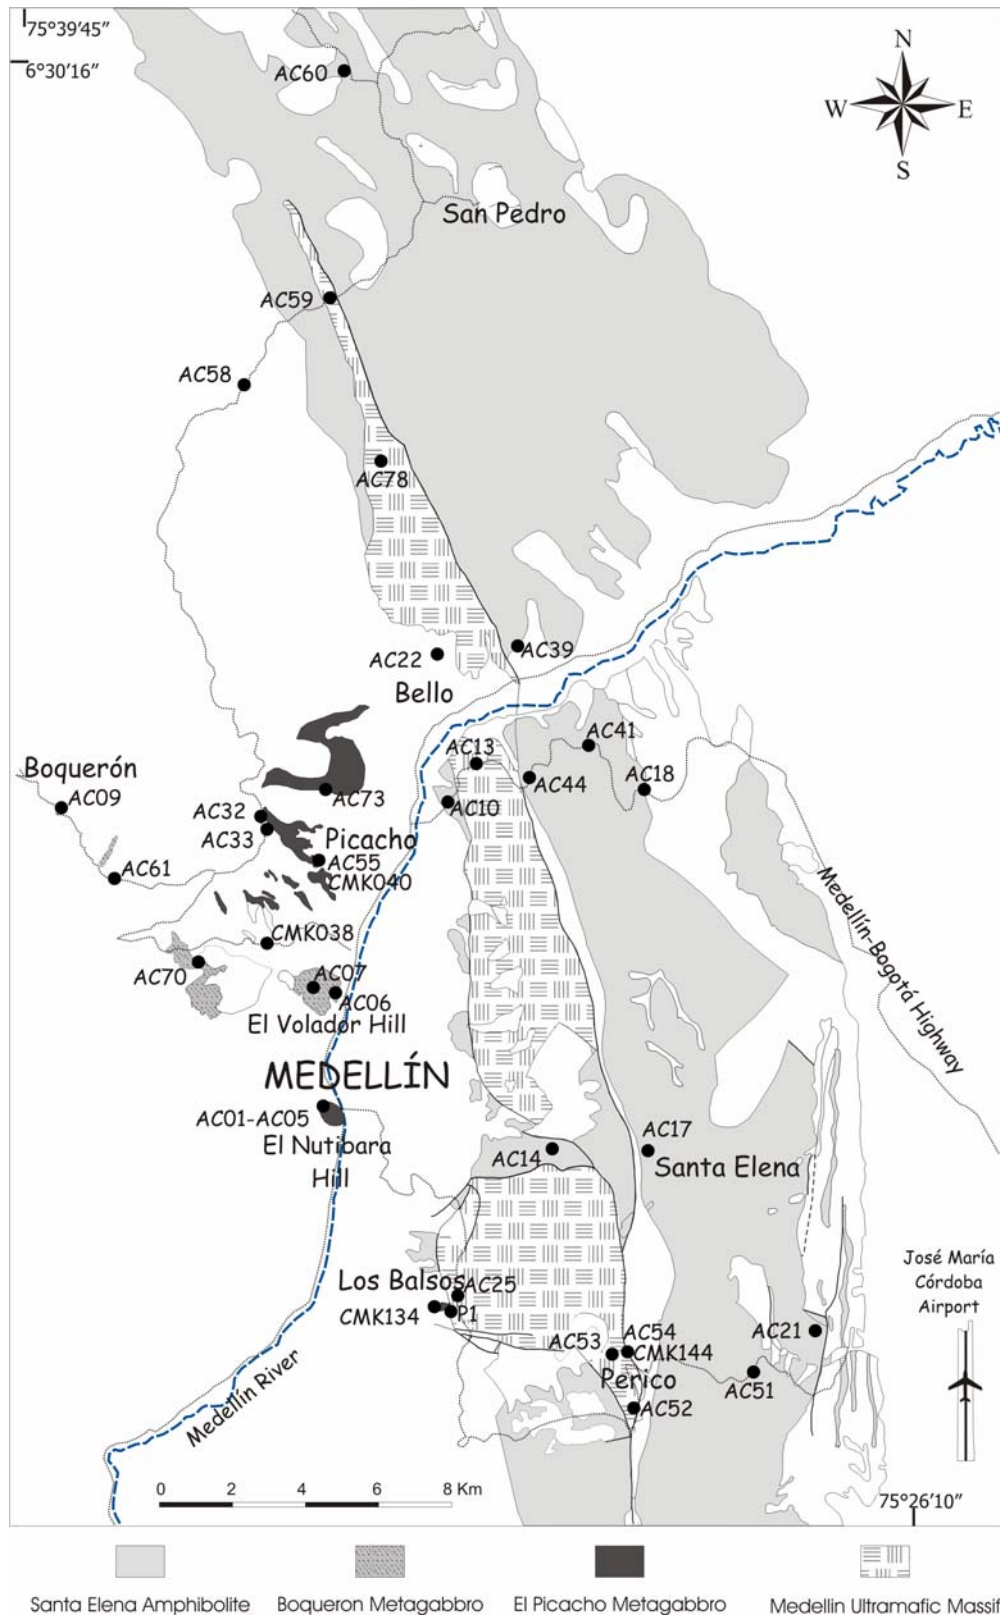 75°39'45"
6°30'16"
N
W
E
S
AC60
San Pedro
AC59
AC58
AC78
AC39
AC22
Bello
AC41
AC13
AC44
AC18
Boquerón
AC09
AC73
AC10
AC32
AC33
Picacho
AC55
CMK040
AC61
CMK038
Medellín-Bogotá Highway
AC70
AC07
AC06
El Volador Hill
MEDELLÍN
AC01-AC05
El Nutibara
Hill
AC17
AC14
Santa Elena
José María
Córdoba
Airport
Los Balsos
AC25
CMK134
P1
AC21
AC53
AC54
CMK144
Perico
AC51
AC52
Medellín River
0 2 4 6 8 Km
75°26'10"
Santa Elena Amphibolite
Boqueron Metagabbro
El Picacho Metagabbro
Medellin Ultramafic Massif